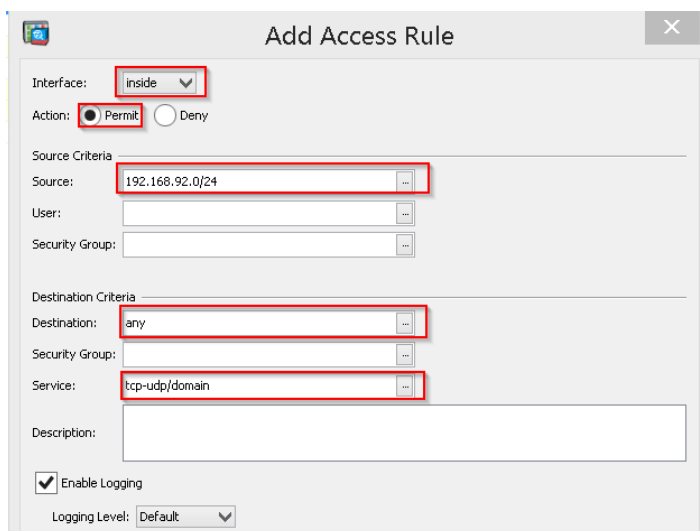 Add Access Rule
Interface: inside
Action: Permit Deny
Source Criteria
Source: 192.168.92.0/24 ...
User: ...
Security Group: ...
Destination Criteria
Destination: any ...
Security Group: ...
Service: tcp-udp/domain ...
Description:
Enable Logging
Logging Level: Default